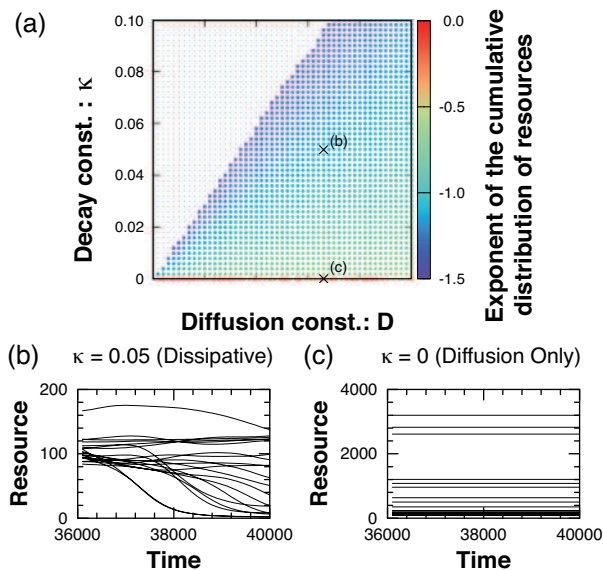 (a)
Decay const.: κ
0.10
0.08
0.06
0.04
0.02
0
(b)
(c)
Diffusion const.: D
0.0
-0.5
-1.0
-1.5
Exponent of the cumulative
distribution of resources
(b) κ = 0.05 (Dissipative)
Resource
200
100
0
36000 38000 40000
Time
(c) κ = 0 (Diffusion Only)
Resource
4000
2000
0
36000 38000 40000
Time